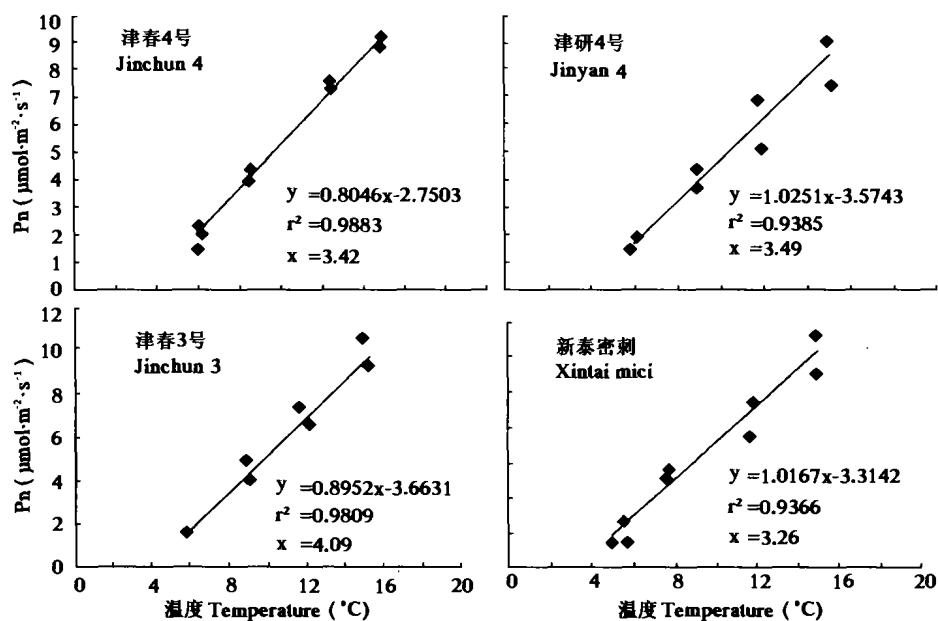 10
9
8
7
6
5
4
3
2
1
0
Pn ( μmol·m⁻²·s⁻¹)
津春4号
Jinchun 4
y =0.8046x-2.7503
r² =0.9883
x =3.42
津研4号
Jinyan 4
y =1.0251x-3.5743
r² =0.9385
x =3.49
12
10
8
6
4
2
0
Pn ( μmol·m⁻²·s⁻¹)
津春3号
Jinchun 3
y =0.8952x-3.6631
r² =0.9809
x =4.09
0 4 8 12 16 20
温度 Temperature ( °C)
新泰密刺
Xintai mici
y =1.0167x-3.3142
r² =0.9366
x =3.26
0 4 8 12 16 20
温度 Temperature ( °C)